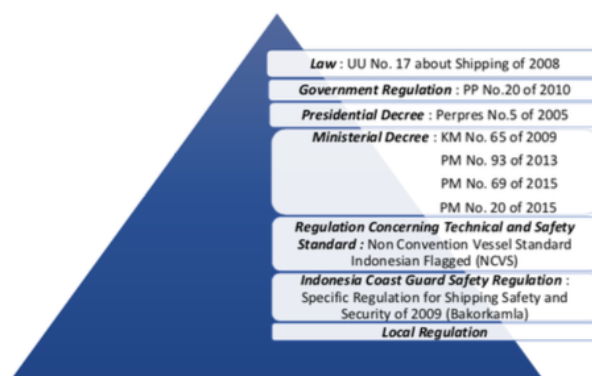 Law : UU No. 17 about Shipping of 2008
Government Regulation : PP No.20 of 2010
Presidential Decree : Perpres No.5 of 2005
Ministerial Decree : KM No. 65 of 2009
PM No. 93 of 2013
PM No. 69 of 2015
PM No. 20 of 2015
Regulation Concerning Technical and Safety
Standard : Non Convention Vessel Standard
Indonesian Flagged (NCVS)
Indonesia Coast Guard Safety Regulation :
Specific Regulation for Shipping Safety and
Security of 2009 (Bakorkamla)
Local Regulation